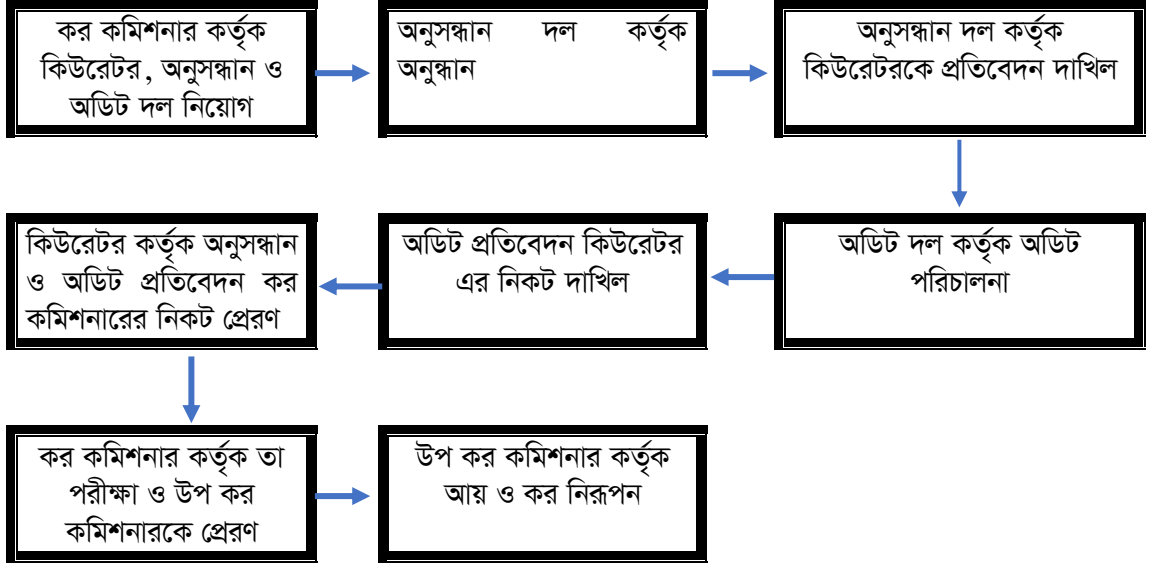 কর কমিশনার কর্তৃক
কিউরেটর, অনুসন্ধান ও
অডিট দল নিয়োগ
অনুসন্ধান দল কর্তৃক
অনুন্ধান
অনুসন্ধান দল কর্তৃক
কিউরেটরকে প্রতিবেদন দাখিল
অডিট দল কর্তৃক অডিট
পরিচালনা
অডিট প্রতিবেদন কিউরেটর
এর নিকট দাখিল
কিউরেটর কর্তৃক অনুসন্ধান
ও অডিট প্রতিবেদন কর
কমিশনারের নিকট প্রেরণ
কর কমিশনার কর্তৃক তা
পরীক্ষা ও উপ কর
কমিশনারকে প্রেরণ
উপ কর কমিশনার কর্তৃক
আয় ও কর নিরূপন